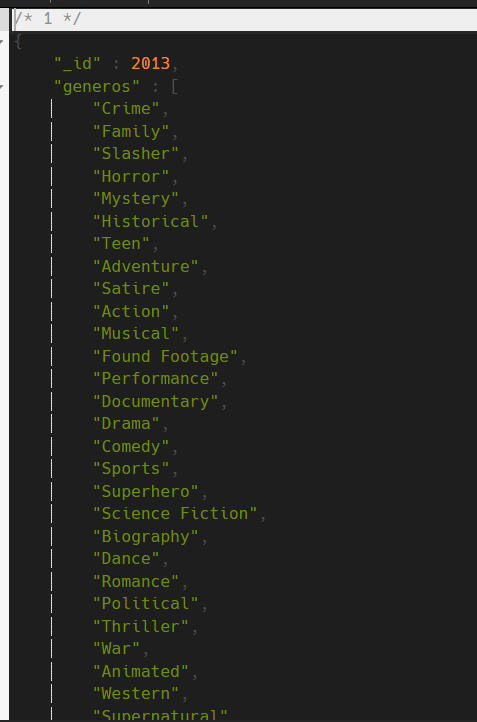 /* 1 */
{
"_id" : 2013,
"generos" : [
"Crime",
"Family",
"Slasher",
"Horror",
"Mystery",
"Historical",
"Teen",
"Adventure",
"Satire",
"Action",
"Musical",
"Found Footage",
"Performance",
"Documentary",
"Drama",
"Comedy",
"Sports",
"Superhero",
"Science Fiction",
"Biography",
"Dance",
"Romance",
"Political",
"Thriller",
"War",
"Animated",
"Western",
"Supernatural"